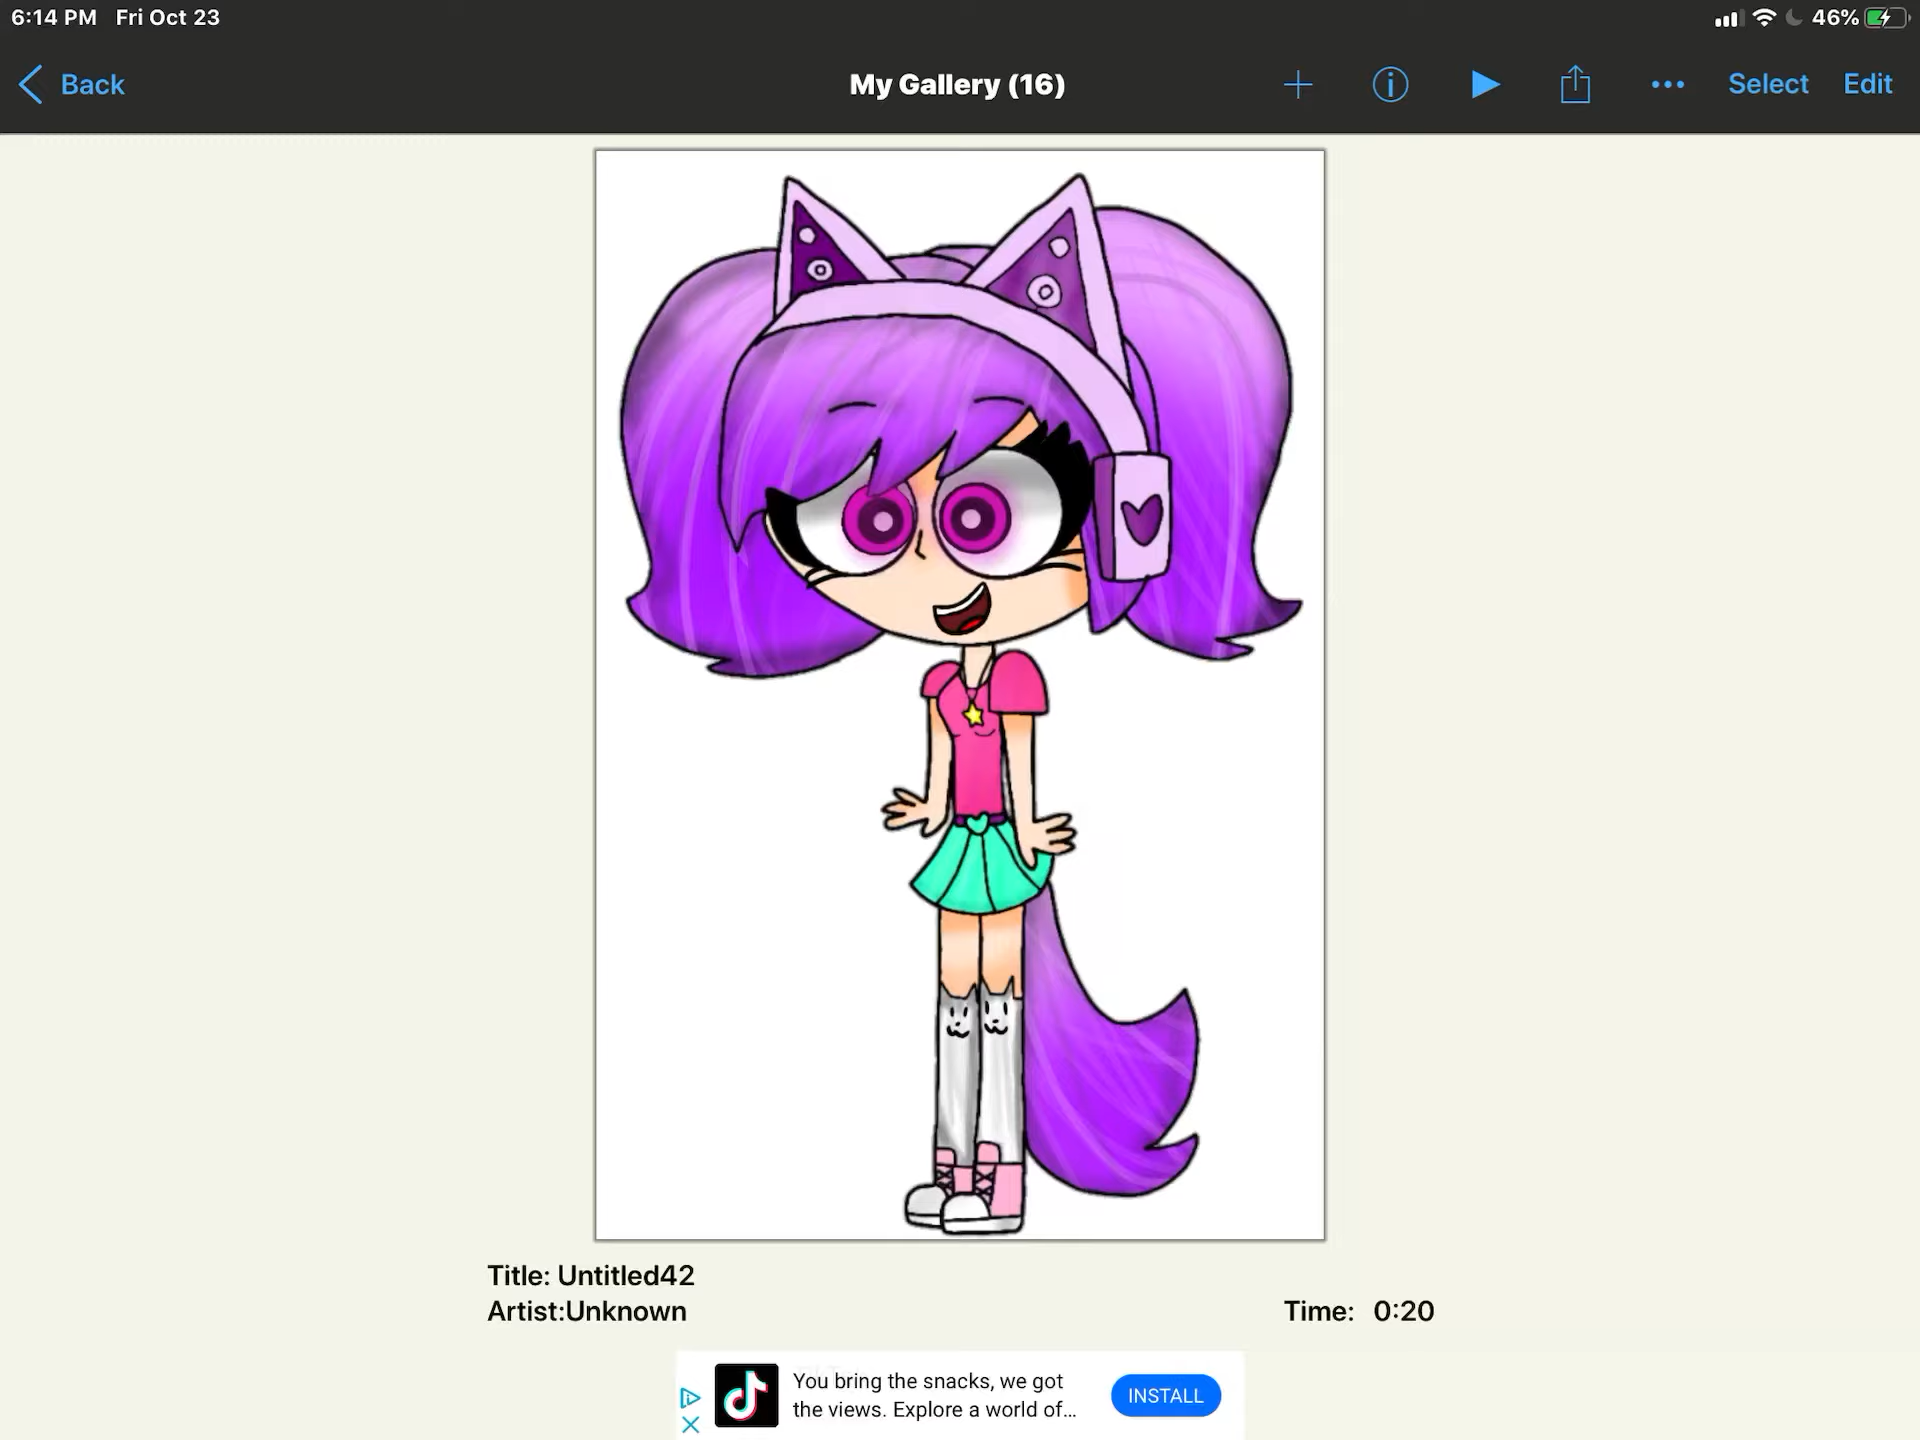 6:14 PM Fri Oct 23
46%
Back
My Gallery (16)
Select
Edit
Title: Untitled42
Artist:Unknown
Time: 0:20
You bring the snacks, we got
the views. Explore a world of...
INSTALL